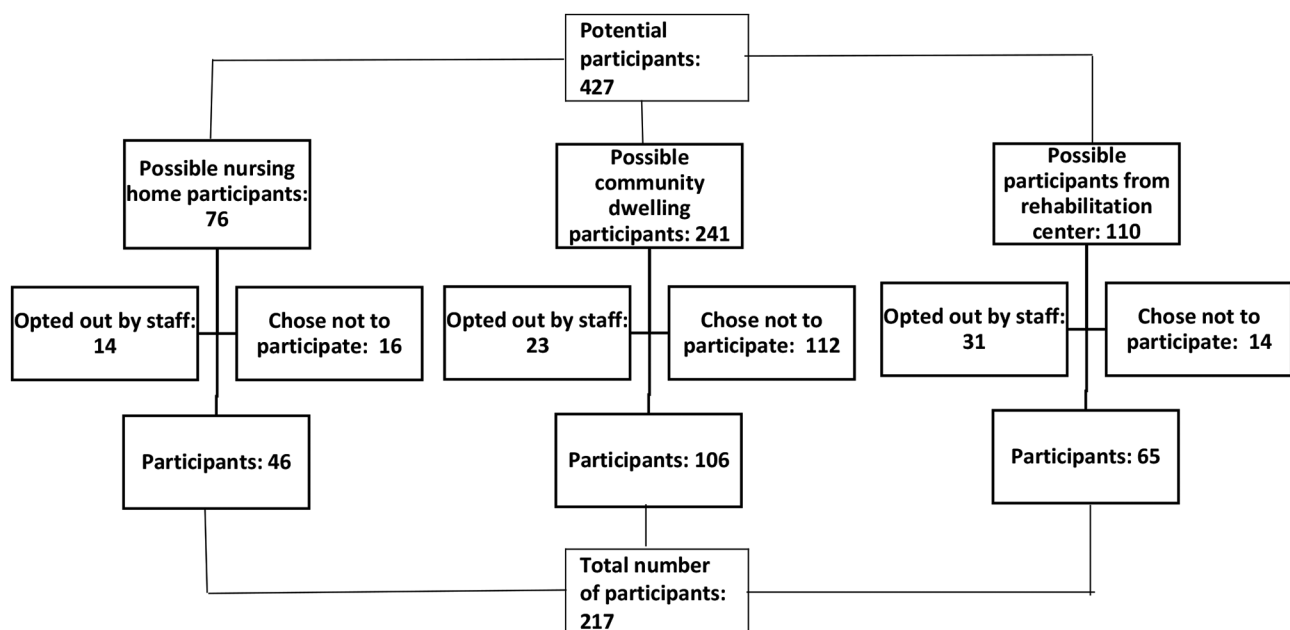 Potential
participants:
427
Possible nursing
home participants:
76
Possible
community
dwelling
participants: 241
Possible
participants from
rehabilitation
center: 110
Opted out by staff:
14
Chose not to
participate:  16
Opted out by staff:
23
Chose not to
participate:  112
Opted out by staff:
31
Chose not to
participate:  14
Participants: 46
Participants: 106
Participants: 65
Total number
of participants:
217